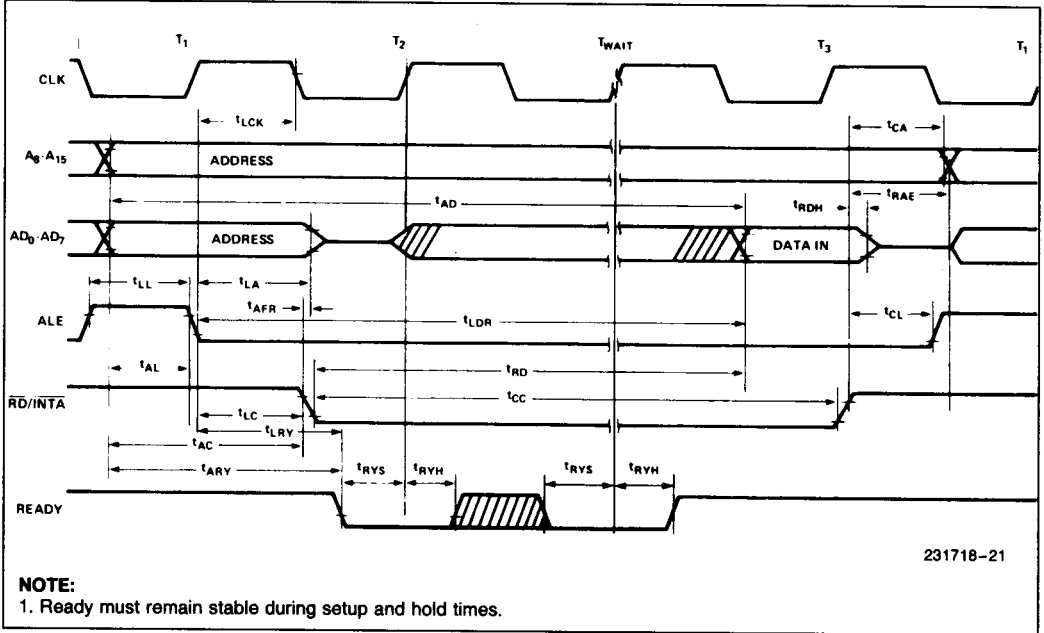 T1 T2 TWAIT T3 T1
CLK
tLCK tCA
A8-A15 ADDRESS
tAD tRDH tRAE
AD0-AD7 ADDRESS DATA IN
tLL tLA
tAFR
ALE tLDR tCL
tAL tRD
RD/INTA tCC
tLC
tLRY
tAC
tARY tRYS tRYH tRYS tRYH
READY
231718-21
NOTE:
1. Ready must remain stable during setup and hold times.